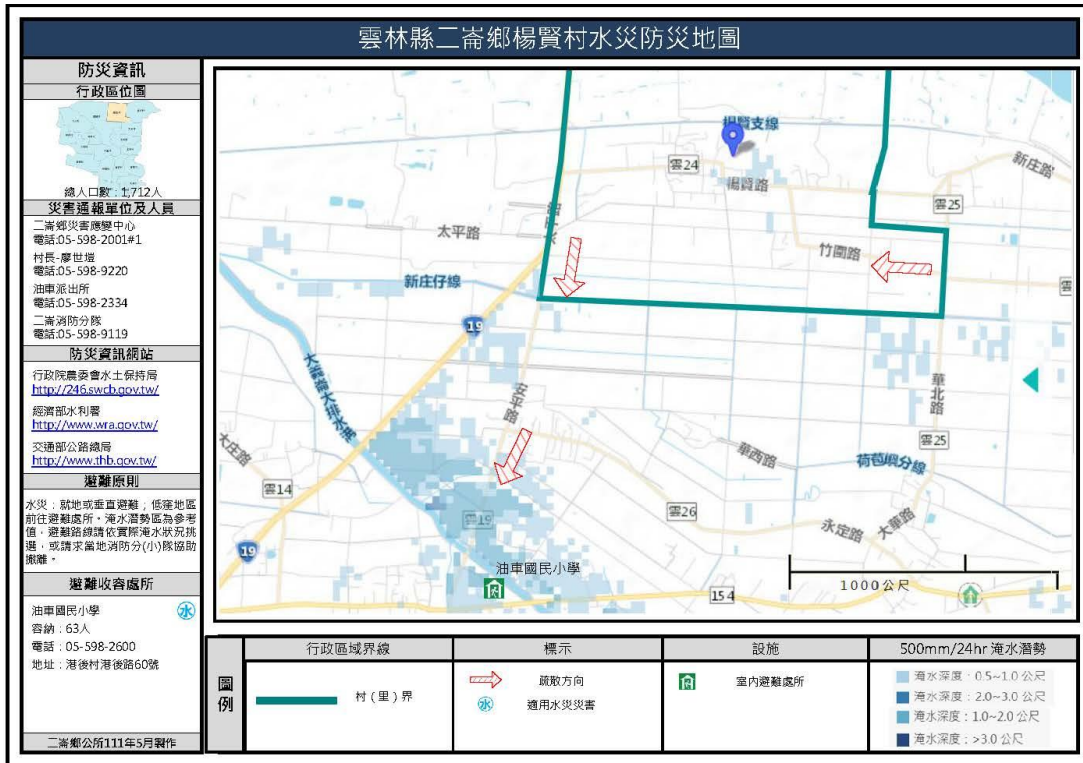 雲林縣二崙鄉楊賢村水災防災地圖
防災資訊
行政區位圖
總人口數：1,712人
災害通報單位及人員
二崙鄉災害應變中心
電話:05-598-2001#1
村長-廖世
電話:05-598-9220
油車派出所
電話:05-598-2334
二崙消防分隊
電話:05-598-9119
防災資訊網站
行政院農委會水土保持局
http://246.swcb.gov.tw/
經濟部水利署
http://www.wra.gov.tw/
交通部公路總局
http://www.thb.gov.tw/
避難原則
水災：就地或垂直避難；低窪地區
前往避難處所。淹水潛勢區為參考
值，避難路線請依實際淹水狀況挑
選，或請求當地消防分(小)隊協助
撤離。
避難收容處所
油車國民小學
水
容納：63人
電話：05-598-2600
地址：港後村港後路60號
二崙鄉公所111年5月製作
楊賢支線
雲24
楊賢路
新庄路
雲25
太平路
竹圍路
新庄仔線
雲
19
大義崙大排水溝
安平路
華北路
大庄路
華西路
雲25
荷苞嶼分線
雲14
雲19
雲26
永定路
大華路
19
油車國民小學
154
1000公尺
圖例
行政區域界線
標示
設施
500mm/24hr 淹水潛勢
村（里）界
疏散方向
水
適用水災災害
室內避難處所
淹水深度：0.5~1.0 公尺
淹水深度：2.0~3.0 公尺
淹水深度：1.0~2.0 公尺
淹水深度：>3.0 公尺